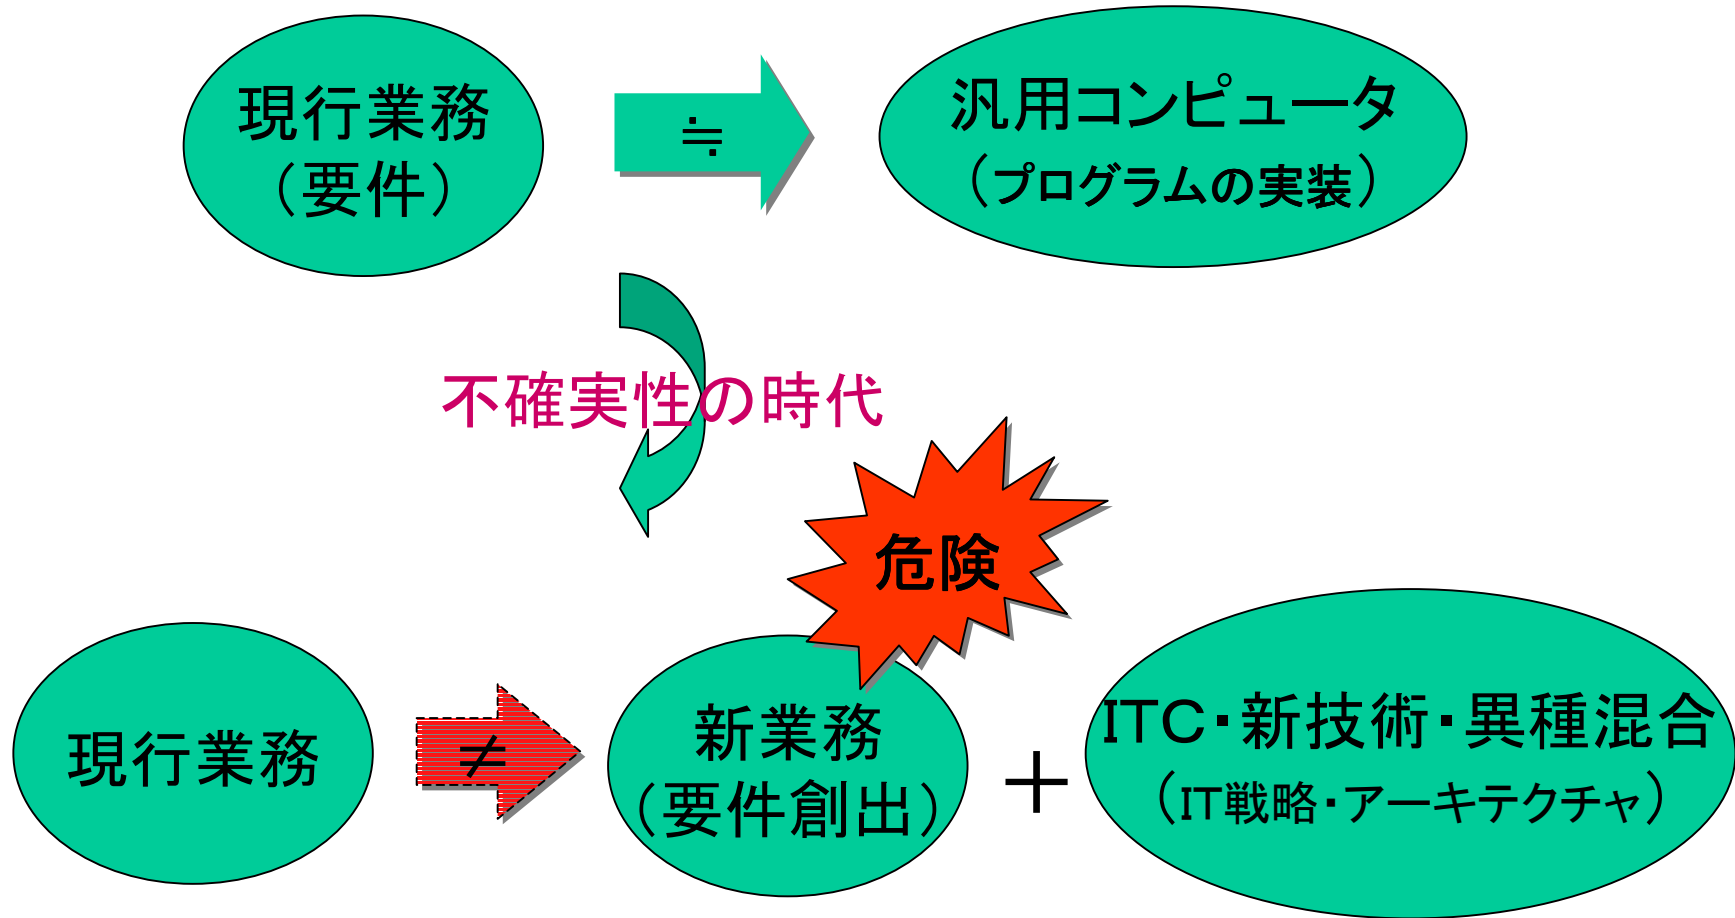 現行業務
（要件）
≒
汎用コンピュータ
（プログラムの実装）
不確実性の時代
危険
現行業務
≠
新業務
（要件創出）
＋
ITC・新技術・異種混合
（IT戦略・アーキテクチャ）